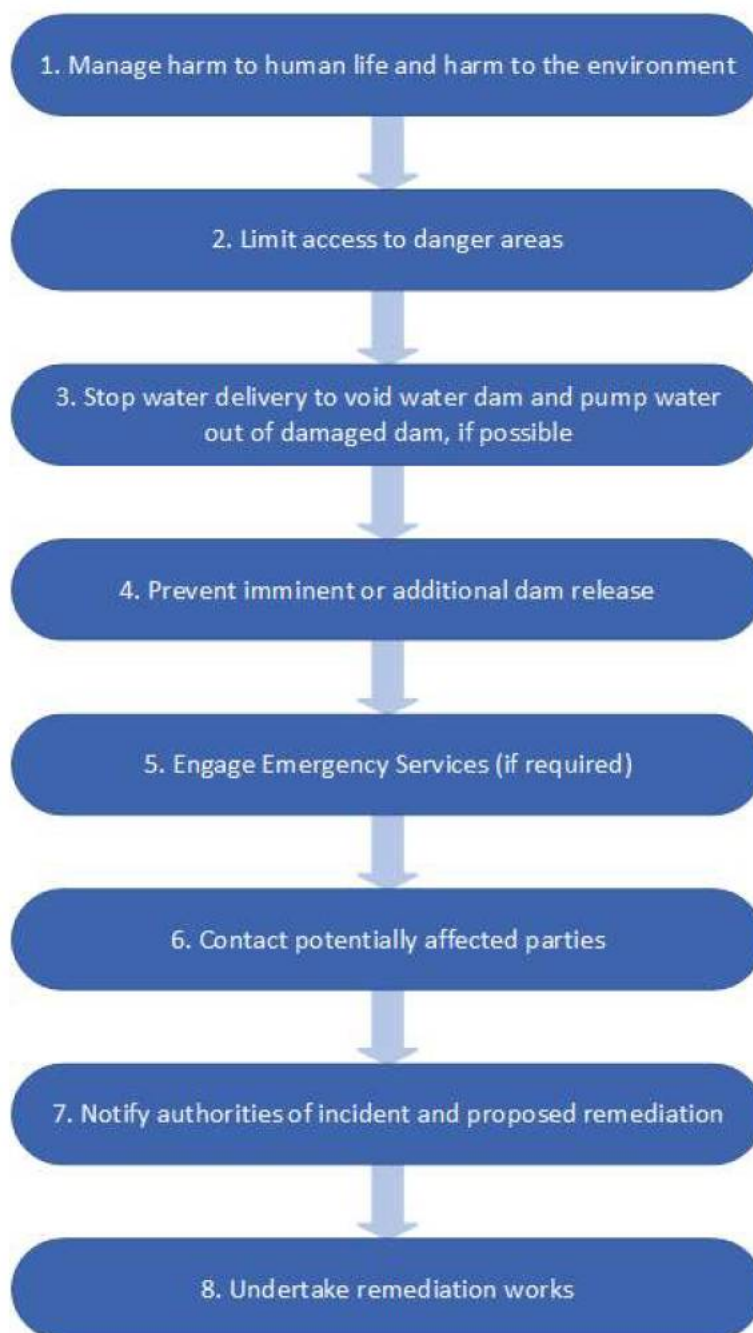 1. Manage harm to human life and harm to the environment
2. Limit access to danger areas
3. Stop water delivery to void water dam and pump water
out of damaged dam, if possible
4. Prevent imminent or additional dam release
5. Engage Emergency Services (if required)
6. Contact potentially affected parties
7. Notify authorities of incident and proposed remediation
8. Undertake remediation works